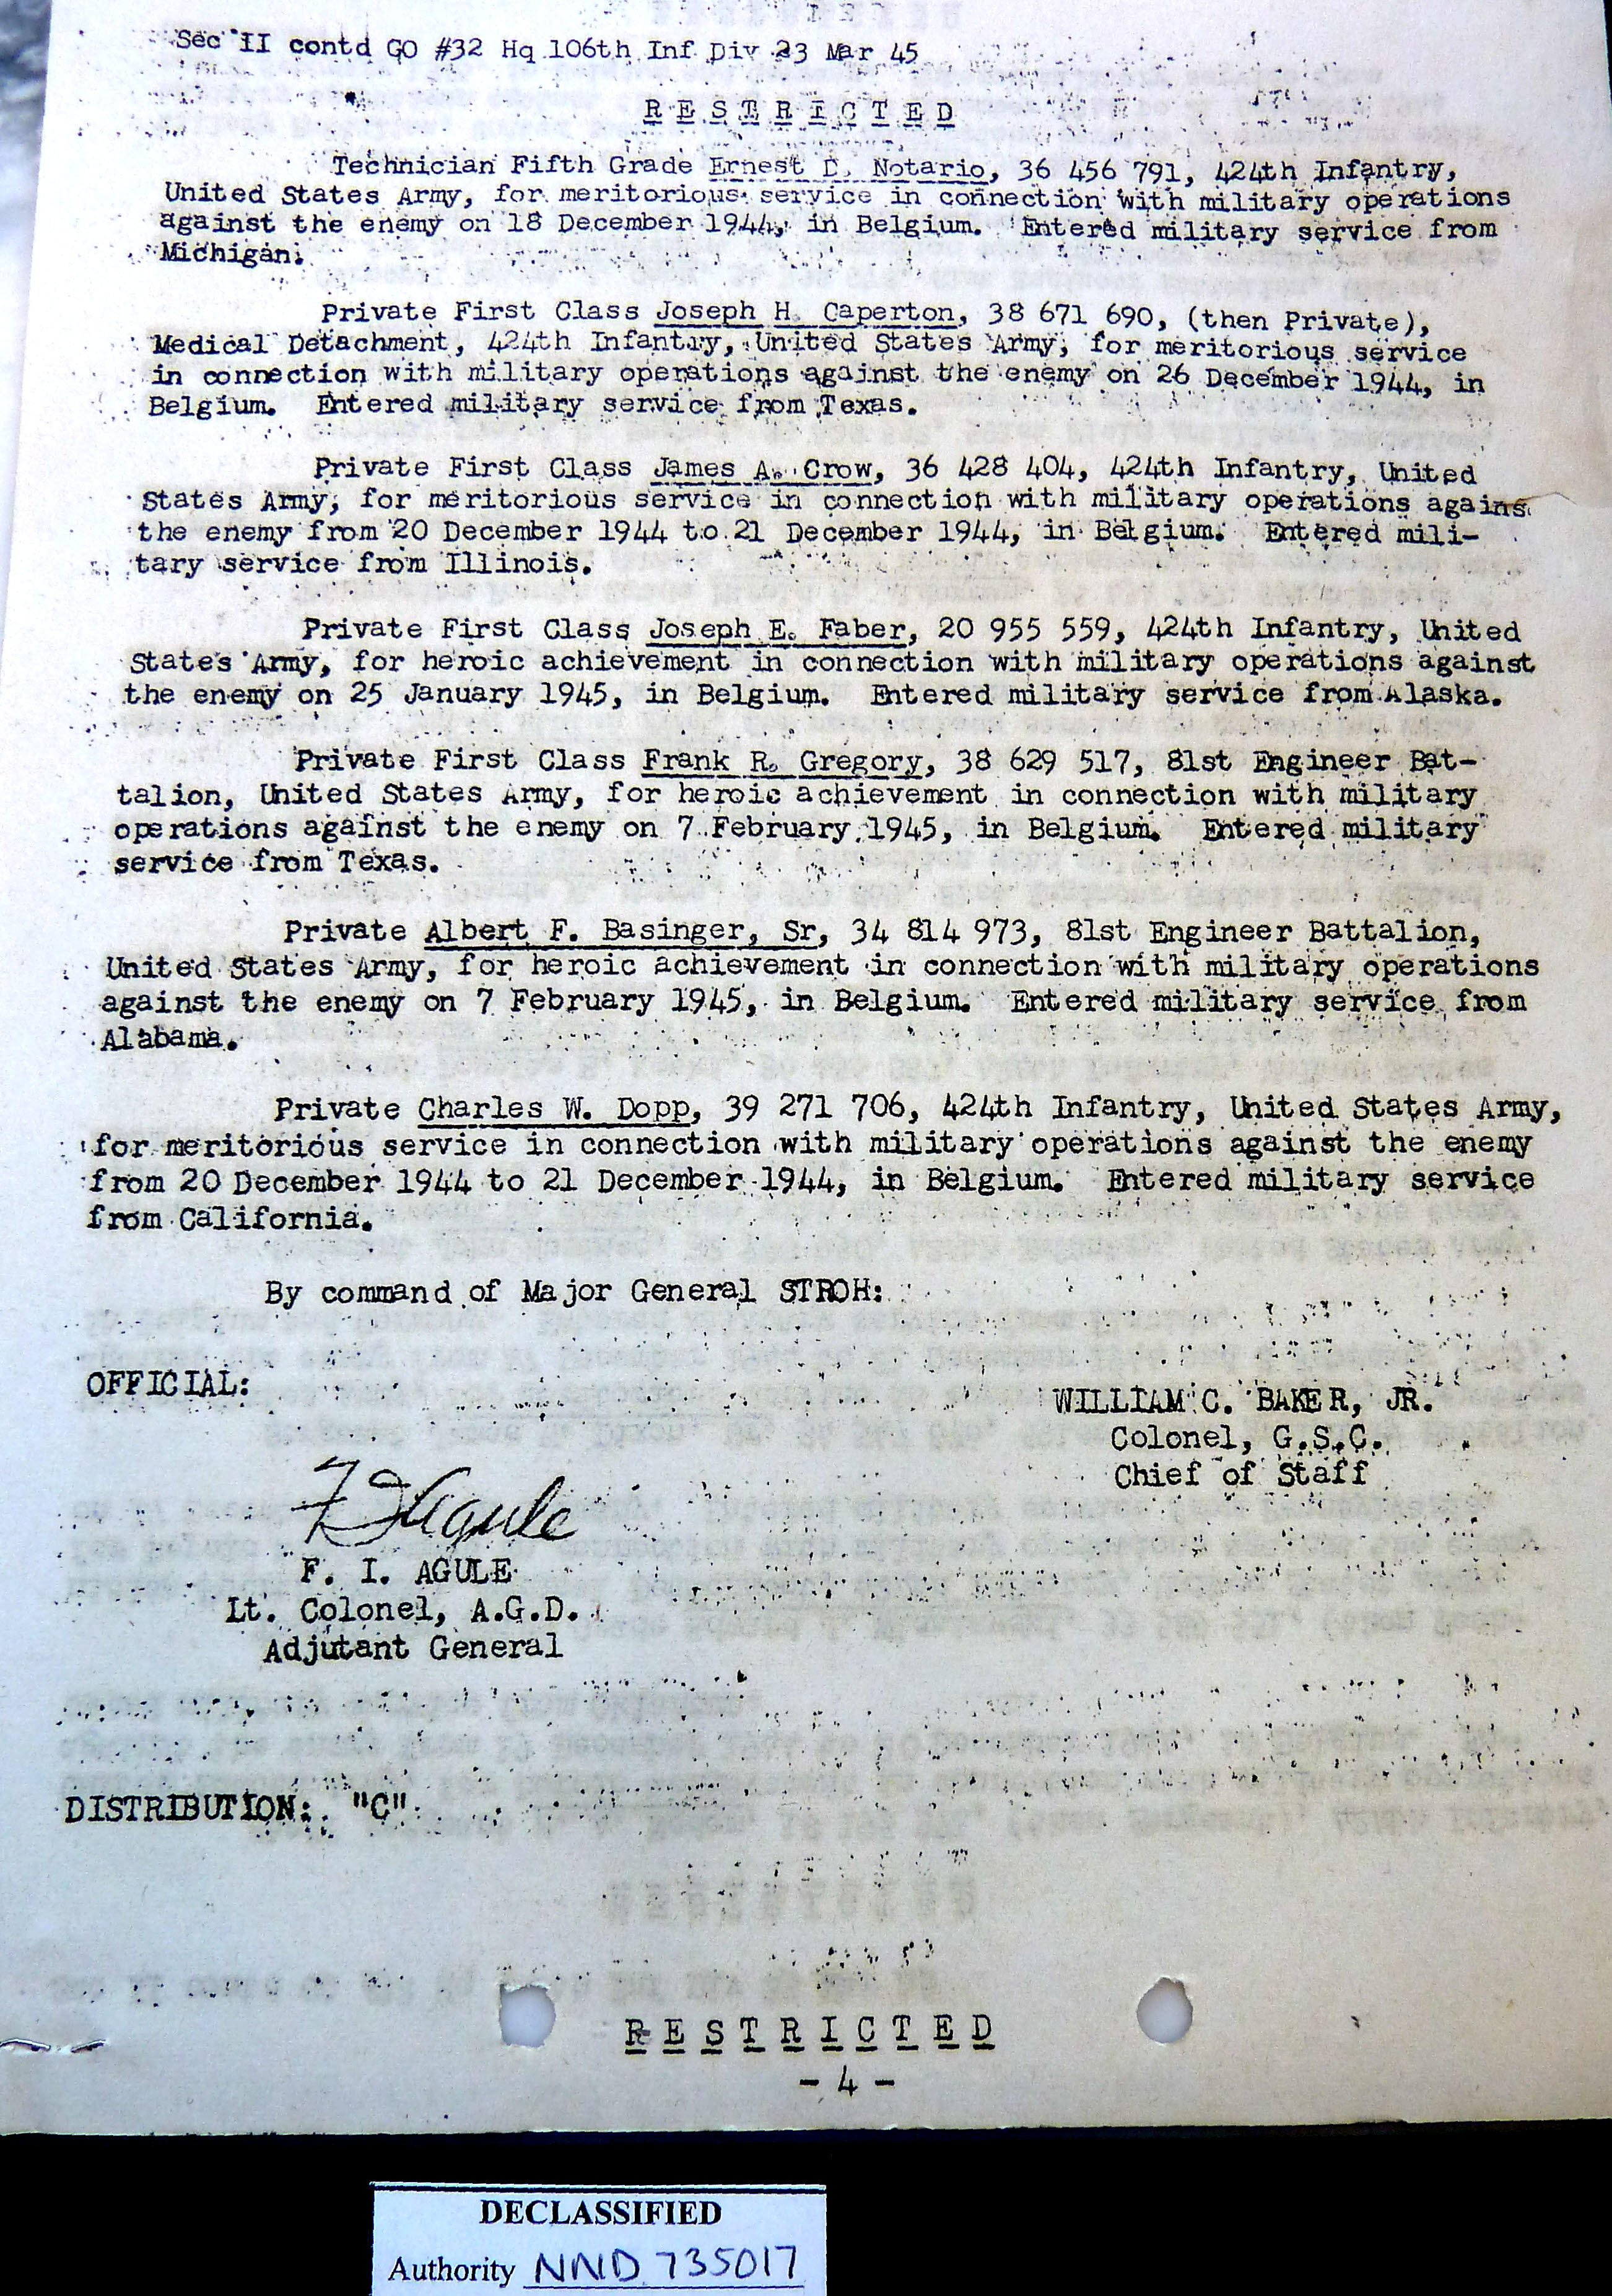 Sec II contd GO #32 Hq 106th Inf Div 23 Mar 45
R E S T R I C T E D
Technician Fifth Grade Ernest D. Notario, 36 456 791, 424th Infantry,
United States Army, for meritorious service in connection with military operations
against the enemy on 18 December 1944, in Belgium. Entered military service from
Michigan.
Private First Class Joseph H. Caperton, 38 671 690, (then Private),
Medical Detachment, 424th Infantry, United States Army, for meritorious service
in connection with military operations against the enemy on 26 December 1944, in
Belgium. Entered military service from Texas.
Private First Class James A. Crow, 36 428 404, 424th Infantry, United
States Army, for meritorious service in connection with military operations agains
the enemy from 20 December 1944 to 21 December 1944, in Belgium. Entered mili-
tary service from Illinois.
Private First Class Joseph E. Faber, 20 955 559, 424th Infantry, United
States Army, for heroic achievement in connection with military operations against
the enemy on 25 January 1945, in Belgium. Entered military service from Alaska.
Private First Class Frank R. Gregory, 38 629 517, 81st Engineer Bat-
talion, United States Army, for heroic achievement in connection with military
operations against the enemy on 7 February 1945, in Belgium. Entered military
service from Texas.
Private Albert F. Basinger, Sr, 34 814 973, 81st Engineer Battalion,
United States Army, for heroic achievement in connection with military operations
against the enemy on 7 February 1945, in Belgium. Entered military service from
Alabama.
Private Charles W. Dopp, 39 271 706, 424th Infantry, United States Army,
for meritorious service in connection with military operations against the enemy
from 20 December 1944 to 21 December 1944, in Belgium. Entered military service
from California.
By command of Major General STROH:
OFFICIAL:
WILLIAM C. BAKER, JR.
Colonel, G.S.C.
Chief of Staff
F I Agule
F. I. AGULE
Lt. Colonel, A.G.D.
Adjutant General
DISTRIBUTION: "C"
R E S T R I C T E D
- 4 -
DECLASSIFIED
Authority NND 735017